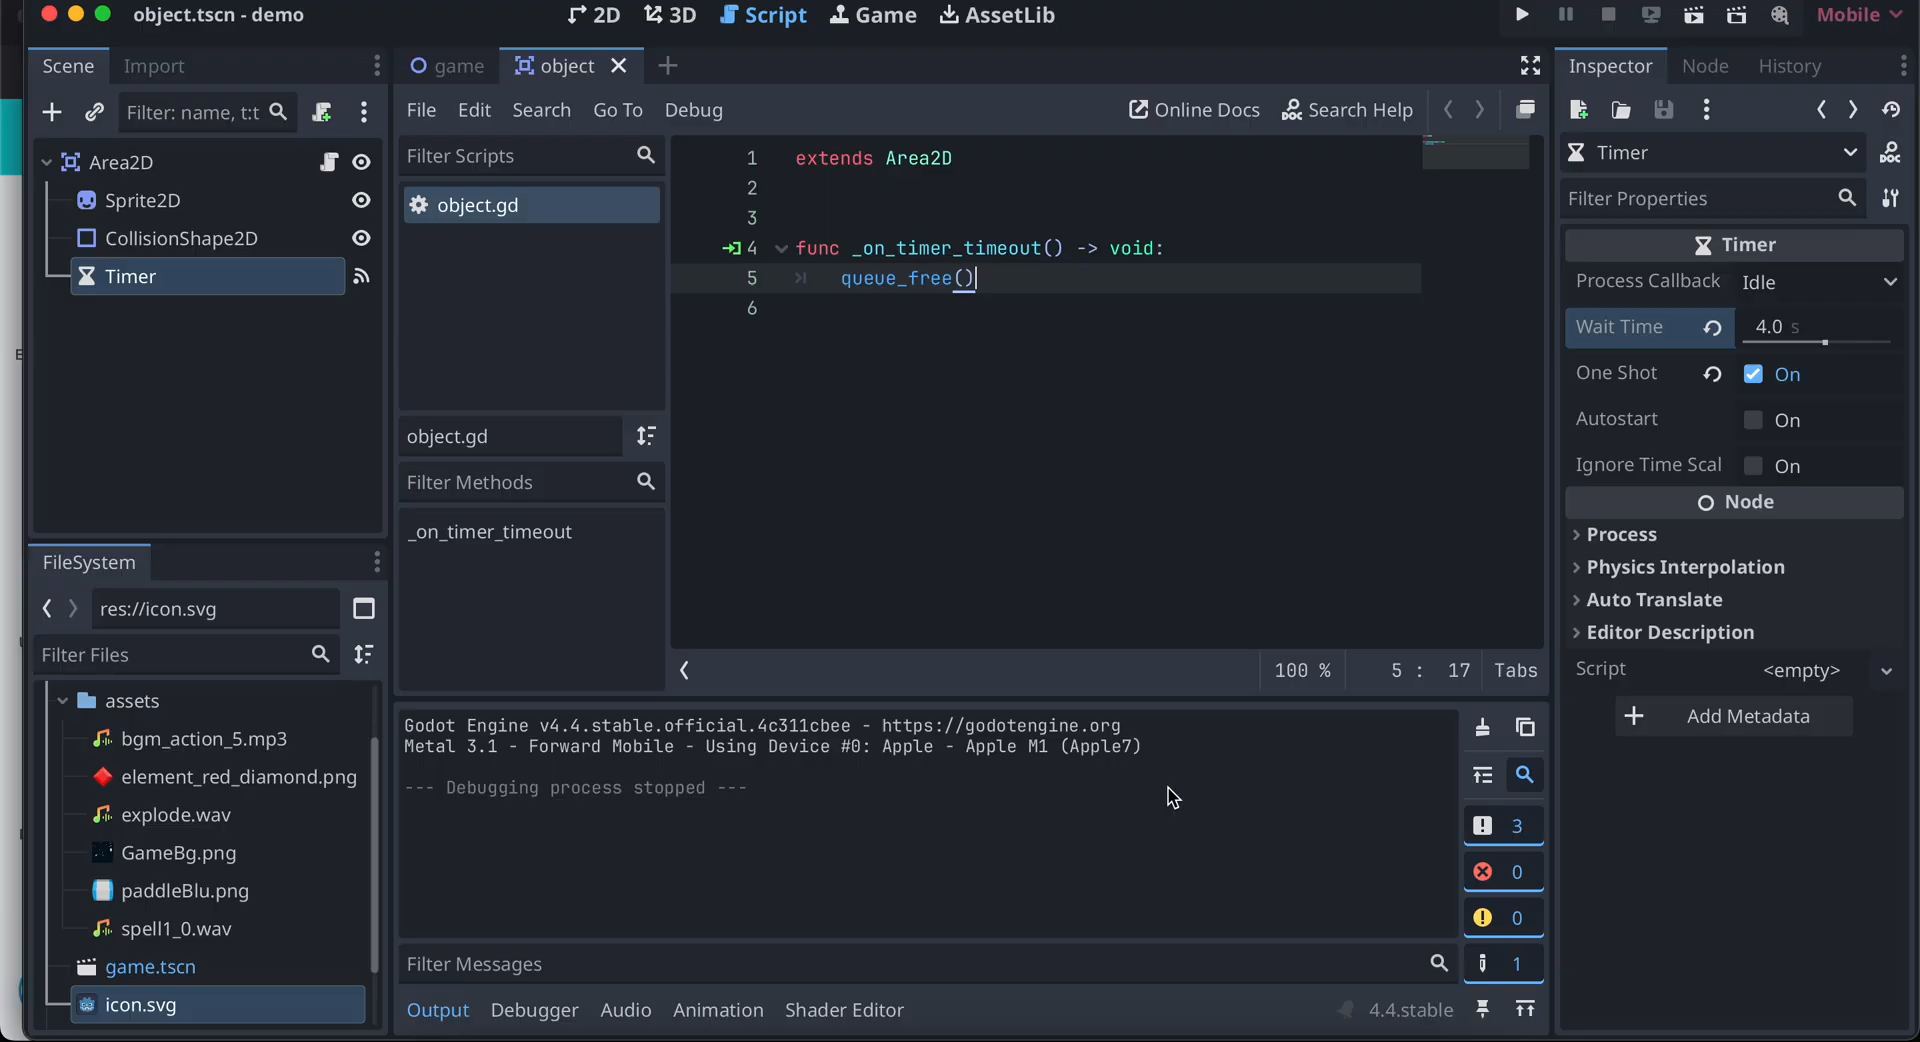 object.tscn - demo
2D
3D
Script
Game
AssetLib
Mobile
Scene
Import
game
object
Inspector
Node
History
Filter: name, t:t
File
Edit
Search
Go To
Debug
Online Docs
Search Help
Area2D
Sprite2D
CollisionShape2D
Timer
Filter Scripts
object.gd
1 extends Area2D
2
3
4 func _on_timer_timeout() -> void:
5 queue_free()
6
Timer
Filter Properties
Timer
Process Callback Idle
Wait Time 4.0 s
One Shot On
Autostart On
Ignore Time Scal On
Node
Process
Physics Interpolation
Auto Translate
Editor Description
Script <empty>
Add Metadata
object.gd
Filter Methods
_on_timer_timeout
100 % 5 : 17 Tabs
FileSystem
res://icon.svg
Filter Files
assets
bgm_action_5.mp3
element_red_diamond.png
explode.wav
GameBg.png
paddleBlu.png
spell1_0.wav
game.tscn
icon.svg
Godot Engine v4.4.stable.official.4c311cbee - https://godotengine.org
Metal 3.1 - Forward Mobile - Using Device #0: Apple - Apple M1 (Apple7)
--- Debugging process stopped ---
3
0
0
1
Filter Messages
Output
Debugger
Audio
Animation
Shader Editor
4.4.stable